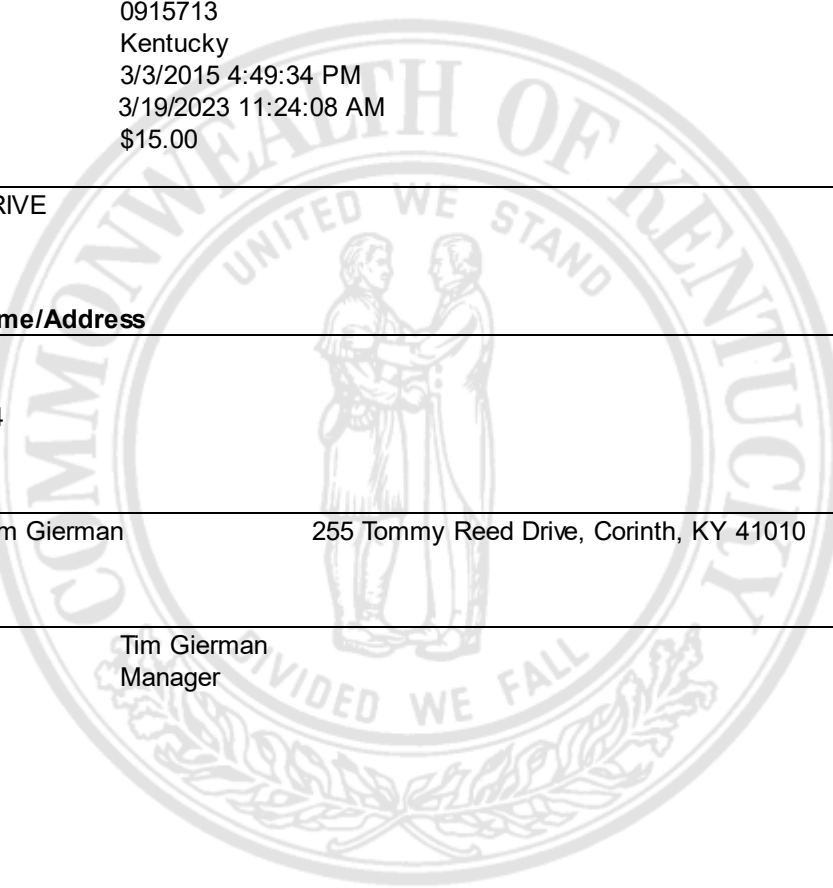 0915713
Kentucky
3/3/2015 4:49:34 PM
3/19/2023 11:24:08 AM
$15.00
RIVE
me/Address
4
m Gierman 255 Tommy Reed Drive, Corinth, KY 41010
Tim Gierman
Manager
COMMONWEALTH OF KENTUCKY
UNITED WE STAND
DIVIDED WE FALL